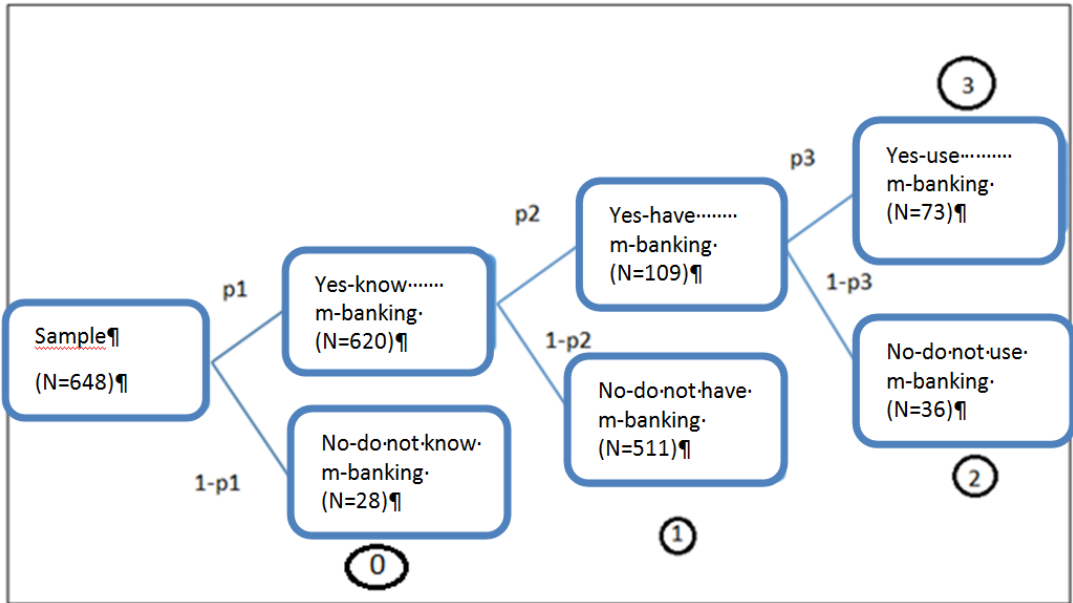 3
p3
Yes-use··········
m-banking·
(N=73)¶
p2
Yes-have········
m-banking·
(N=109)¶
1-p3
p1
Yes-know·······
m-banking·
(N=620)¶
1-p2
Sample¶
(N=648)¶
No-do·not·use·
m-banking·
(N=36)¶
No-do·not·have·
m-banking·
(N=511)¶
No-do·not·know·
m-banking·
(N=28)¶
1-p1
2
1
0